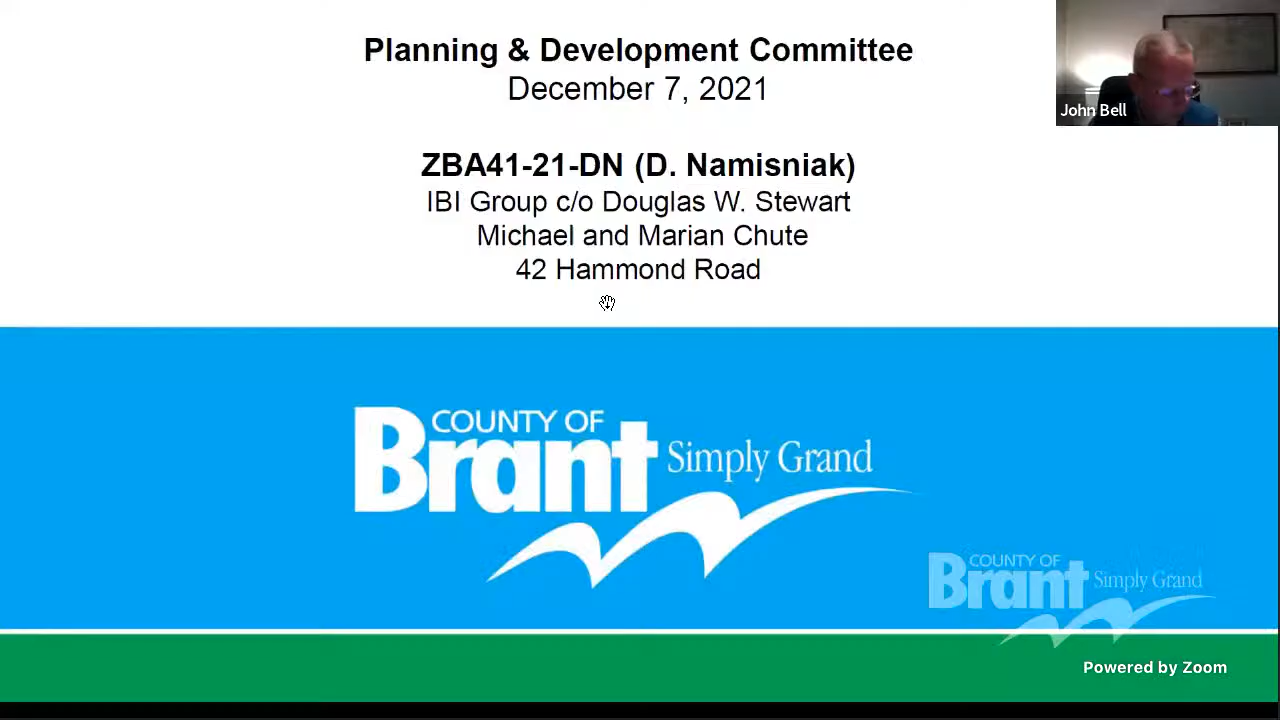 Planning & Development Committee
December 7, 2021
John Bell
ZBA41-21-DN (D. Namisniak)
IBI Group c/o Douglas W. Stewart
Michael and Marian Chute
42 Hammond Road
COUNTY OF
Brant Simply Grand
COUNTY OF
Brant Simply Grand
Powered by Zoom